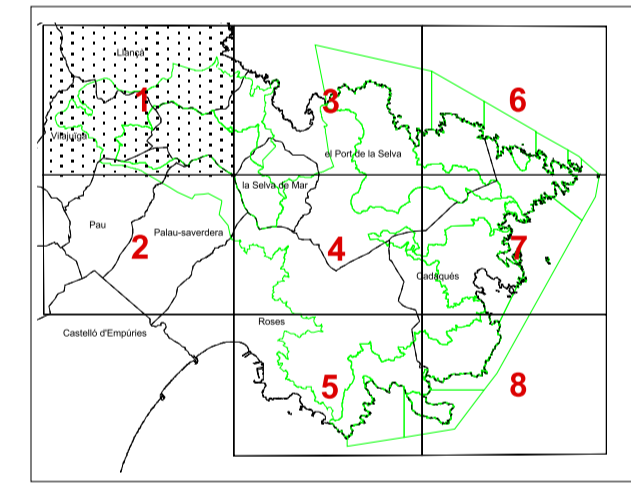 Llançà
1
3
6
Vilajuïga
el Port de la Selva
la Selva de Mar
Pau
2
Palau-saverdera
4
7
Cadaqués
Roses
Castelló d'Empúries
5
8